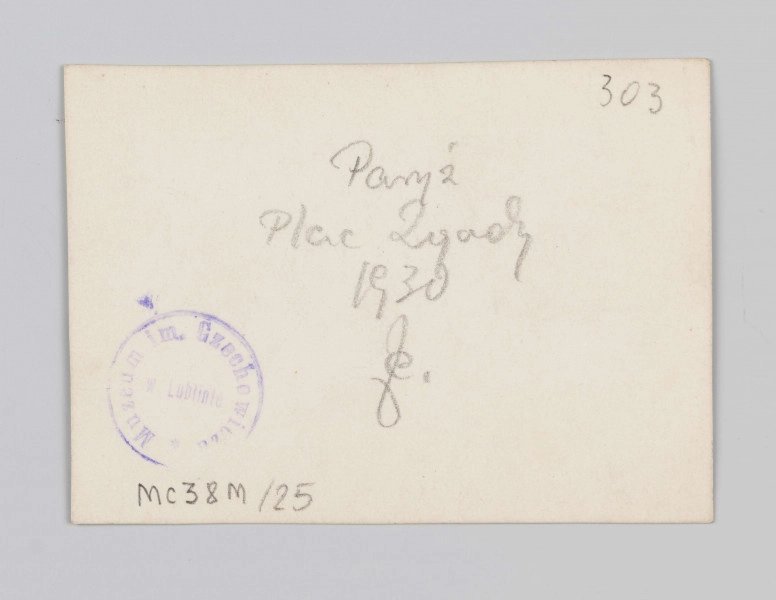 303
Paryż
Plac Zgody
1930
Muzeum im. Czechowicza
w Lublinie
MC38M/25